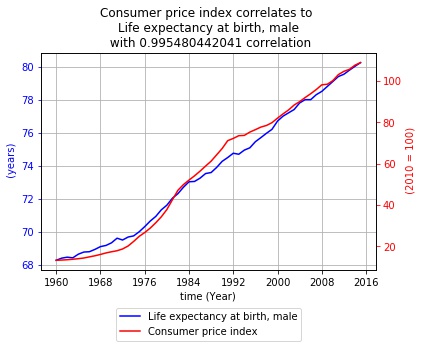 Consumer price index correlates to
Life expectancy at birth, male
with 0.995480442041 correlation
80
78
76
74
72
70
68
(years)
100
80
60
40
20
(2010 = 100)
1960 1968 1976 1984 1992 2000 2008 2016
time (Year)
Life expectancy at birth, male
Consumer price index